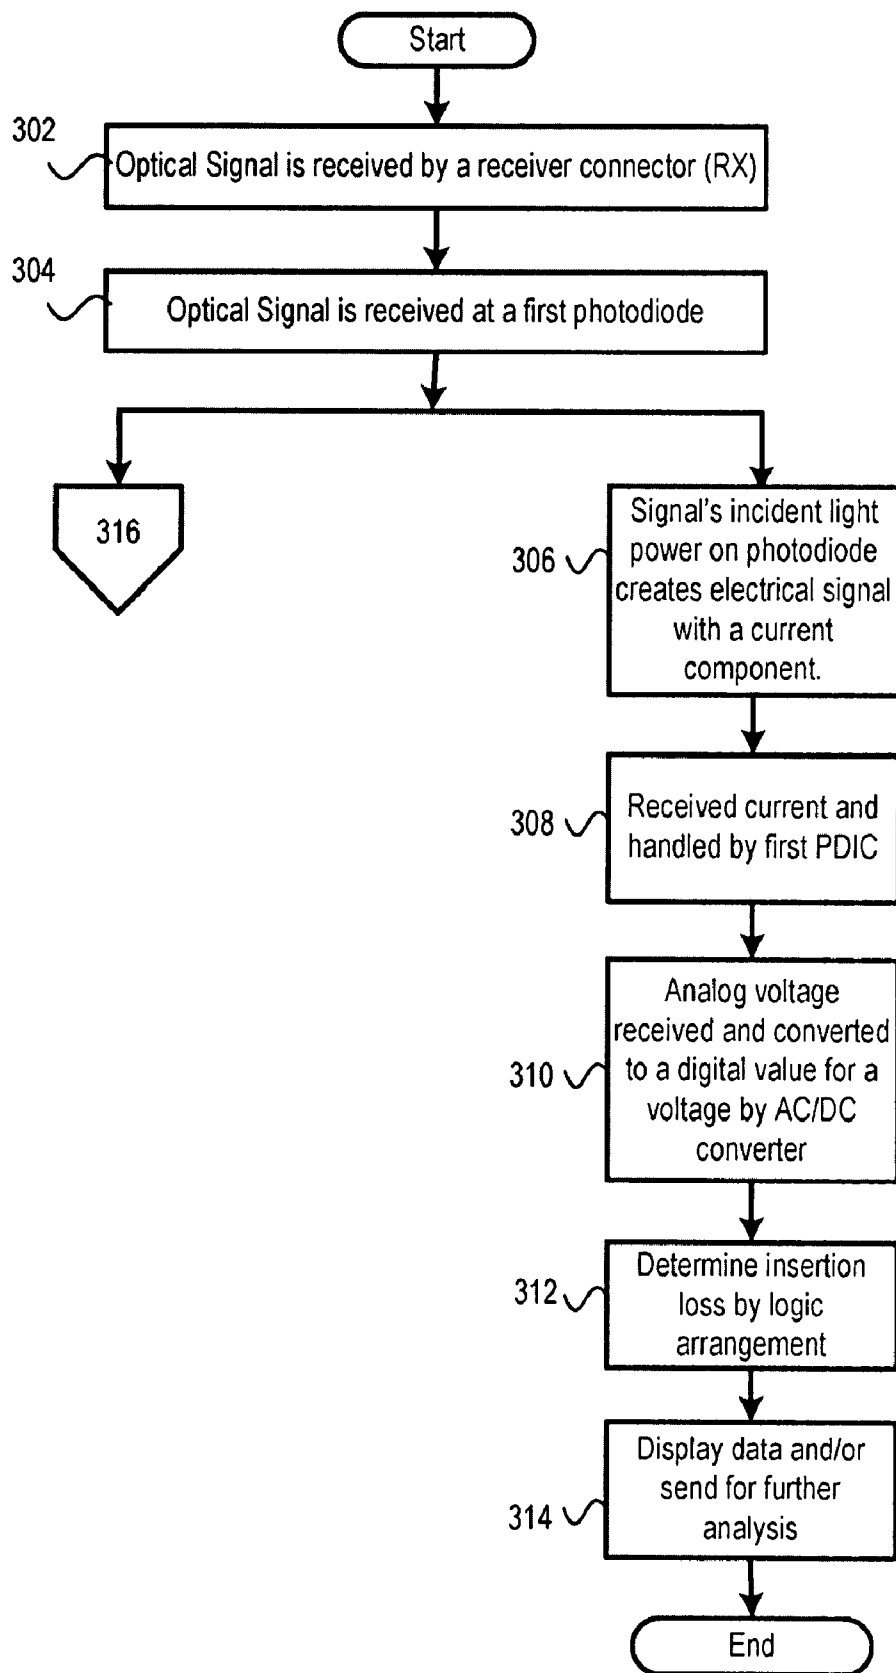 Start
302
Optical Signal is received by a receiver connector (RX)
304
Optical Signal is received at a first photodiode
316
306
Signal's incident light
power on photodiode
creates electrical signal
with a current
component.
308
Received current and
handled by first PDIC
310
Analog voltage
received and converted
to a digital value for a
voltage by AC/DC
converter
312
Determine insertion
loss by logic
arrangement
314
Display data and/or
send for further
analysis
End